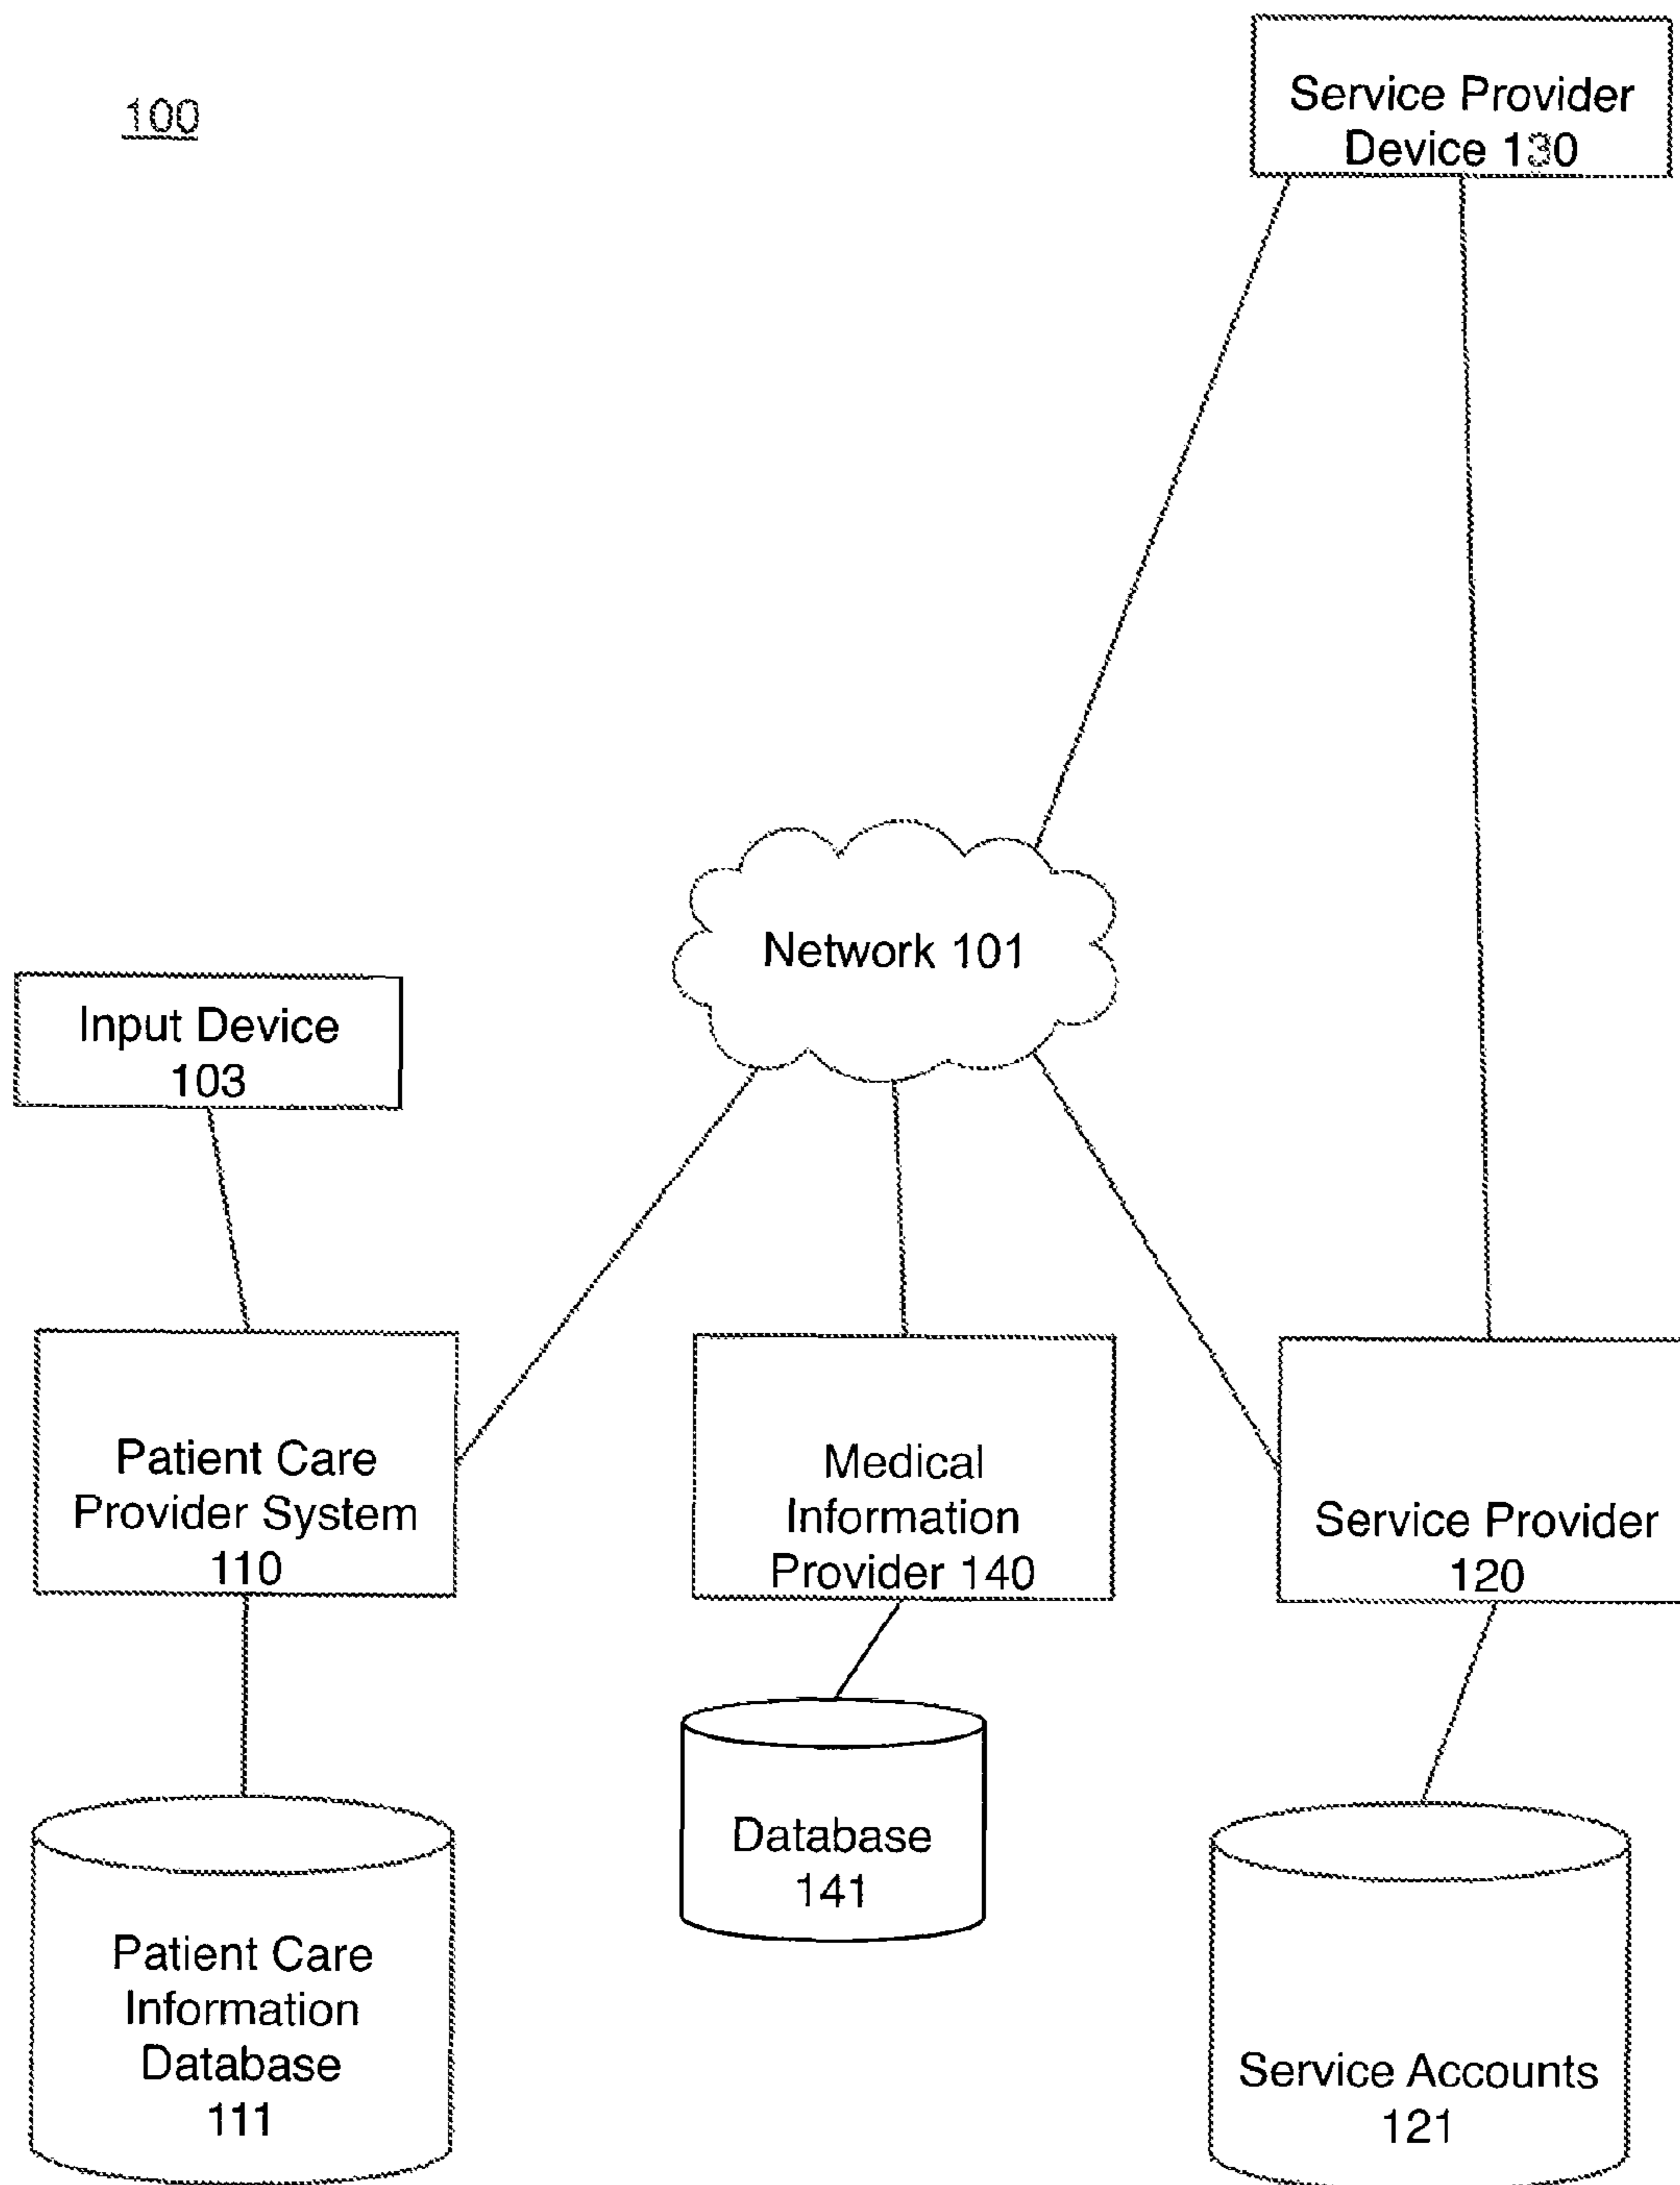 100
Service Provider
Device 130
Network 101
Input Device
103
Patient Care
Provider System
110
Medical
Information
Provider 140
Service Provider
120
Database
141
Patient Care
Information
Database
111
Service Accounts
121